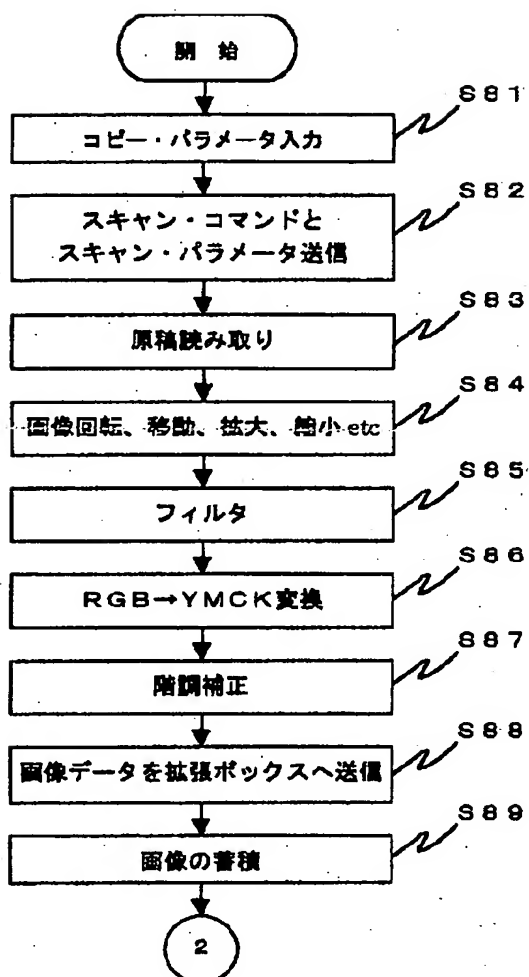 開 始
S81
コピー・パラメータ入力
S82
スキャン・コマンドと
スキャン・パラメータ送信
S83
原稿読み取り
S84
画像回転、移動、拡大、縮小etc
S85
フィルタ
S86
RGB→YMCK変換
S87
階調補正
S88
画像データを拡張ボックスへ送信
S89
画像の蓄積
2